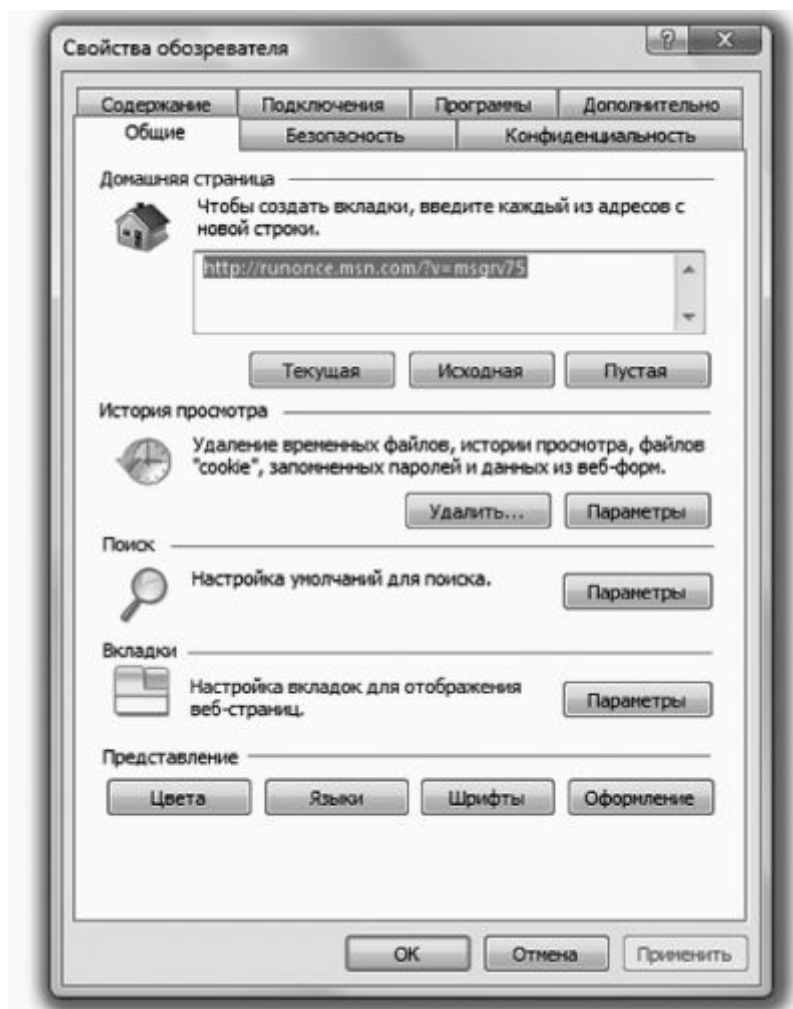 Свойства обозревателя
Содержание Подключения Программы Дополнительно
Общие Безопасность Конфиденциальность
Домашняя страница
Чтобы создать вкладки, введите каждый из адресов с
новой строки.
http://runonce.msn.com/?v=msgrv75
Текущая Исходная Пустая
История просмотра
Удаление временных файлов, истории просмотра, файлов
"cookie", запомненных паролей и данных из веб-форм.
Удалить... Параметры
Поиск
Настройка умолчаний для поиска.
Параметры
Вкладки
Настройка вкладок для отображения
веб-страниц.
Параметры
Представление
Цвета Языки Шрифты Оформление
ОК Отмена Применить